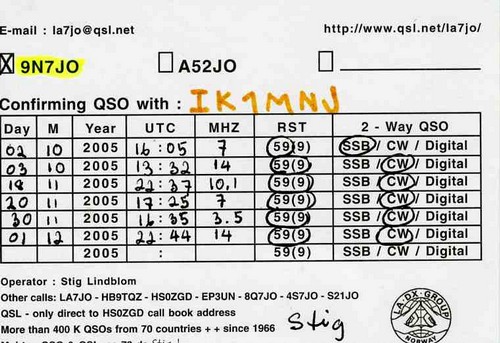 E-mail : la7jo@qsl.net http://www.qsl.net/la7jo/
X 9N7JO A52JO
Confirming QSO with : IK1MNJ
Day M Year UTC MHZ RST 2 - Way QSO
02 10 2005 16:05 7 59(9) SSB / CW / Digital
03 10 2005 13:32 14 59(9) SSB / CW / Digital
18 11 2005 22:37 10,1 59(9) SSB / CW / Digital
20 11 2005 17:25 7 59(9) SSB / CW / Digital
30 11 2005 16:35 3.5 59(9) SSB / CW / Digital
01 12 2005 22:44 14 59(9) SSB / CW / Digital
2005 : 59(9) SSB / CW / Digital
Operator : Stig Lindblom
Other calls: LA7JO - HB9TQZ - HS0ZGD - EP3UN - 8Q7JO - 4S7JO - S21JO
QSL - only direct to HS0ZGD call book address
More than 400 K QSOs from 70 countries + + since 1966
Stig
LA-DX-GROUP
NORWAY